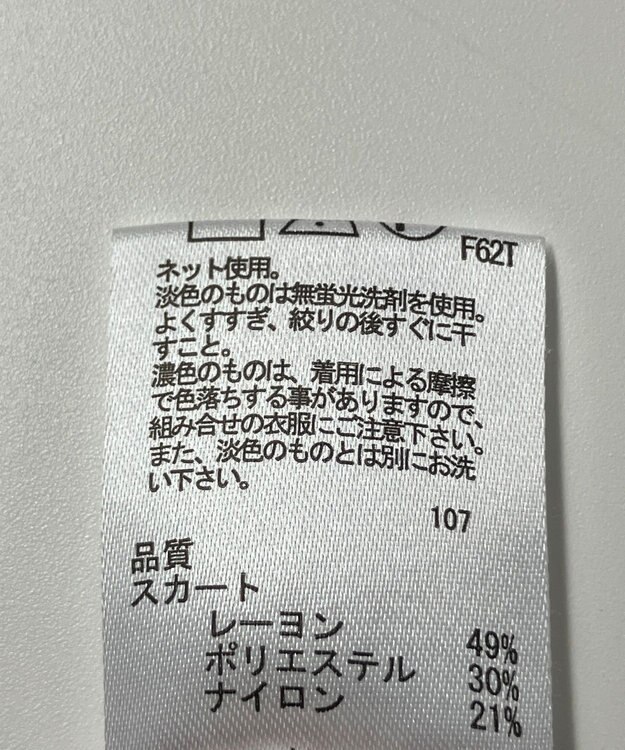 F62T
ネット使用。
淡色のものは無蛍光洗剤を使用。
よくすすぎ、絞りの後すぐに干
すこと。
濃色のものは、着用による摩擦
で色落ちする事がありますので、
組み合せの衣服にご注意下さい。
また、淡色のものとは別にお洗
い下さい。
107
品質
スカート
レーヨン 49%
ポリエステル 30%
ナイロン 21%